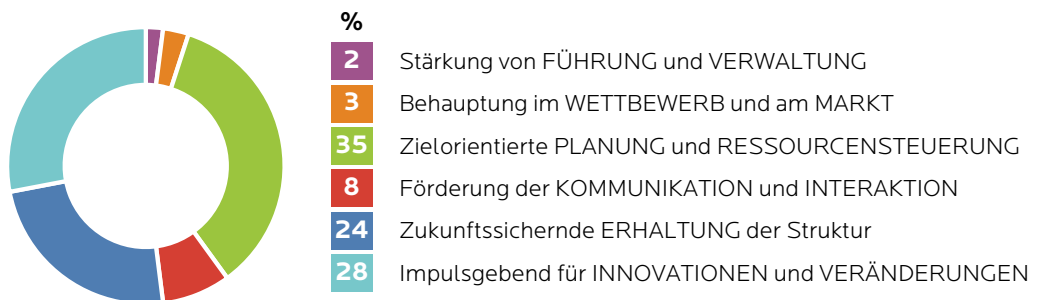 %
2 Stärkung von FÜHRUNG und VERWALTUNG
3 Behauptung im WETTBEWERB und am MARKT
35 Zielorientierte PLANUNG und RESSOURCENSTEUERUNG
8 Förderung der KOMMUNIKATION und INTERAKTION
24 Zukunftssichernde ERHALTUNG der Struktur
28 Impulsgebend für INNOVATIONEN und VERÄNDERUNGEN